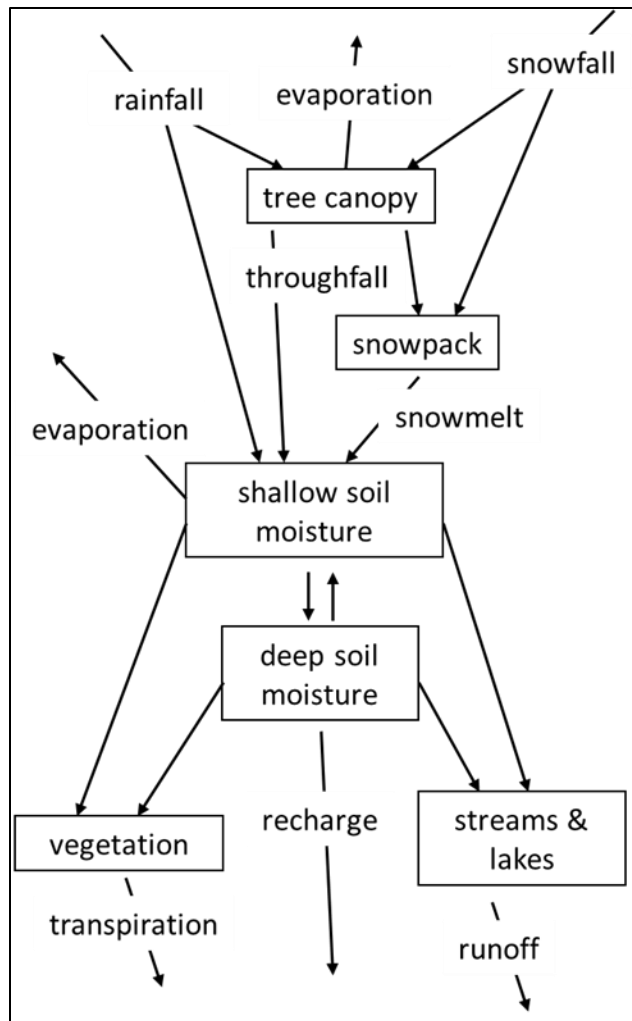 snowfall
evaporation
rainfall
tree canopy
throughfall
snowpack
snowmelt
evaporation
shallow soil
moisture
deep soil
moisture
recharge
streams &
lakes
vegetation
transpiration
runoff